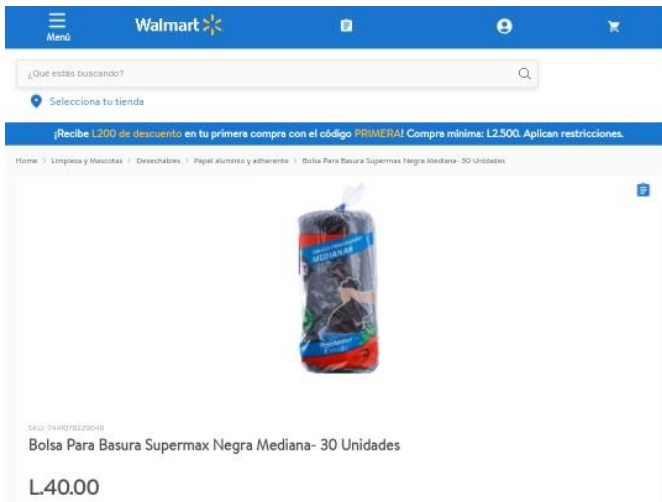 Menú
Walmart
¿Qué estás buscando?
Selecciona tu tienda
¡Recibe L200 de descuento en tu primera compra con el código PRIMERA! Compra mínima: L2,500. Aplican restricciones.
Home > Limpieza y Mascotas > Desechables > Papel aluminio y adherente > Bolsa Para Basura Supermax Negra Mediana- 30 Unidades
MEDIANAS
Bolsa Para Basura Supermax Negra Mediana- 30 Unidades
L.40.00